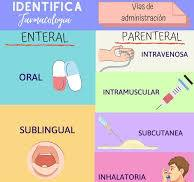 IDENTIFICA
Farmacología
Vías de
administración
ENTERAL
PARENTERAL
INTRAVENOSA
ORAL
INTRAMUSCULAR
SUBLINGUAL
SUBCUTANEA
INHALATORIA